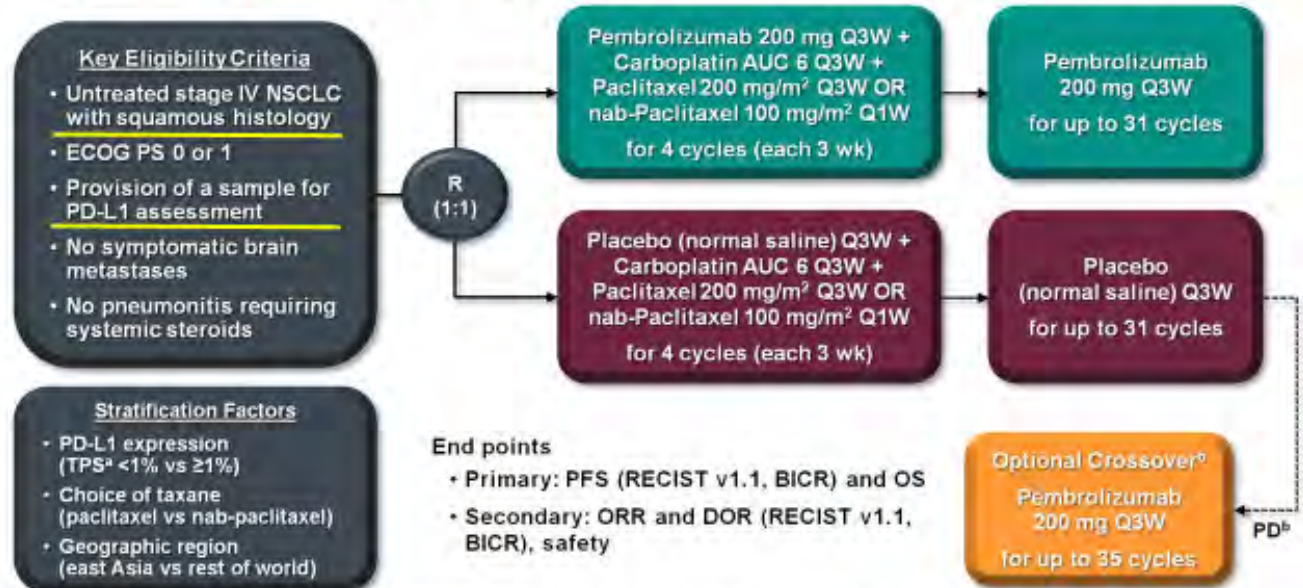 Key Eligibility Criteria
• Untreated stage IV NSCLC
with squamous histology
• ECOG PS 0 or 1
• Provision of a sample for
PD-L1 assessment
• No symptomatic brain
metastases
• No pneumonitis requiring
systemic steroids
Stratification Factors
• PD-L1 expression
(TPSᵃ <1% vs ≥1%)
• Choice of taxane
(paclitaxel vs nab-paclitaxel)
• Geographic region
(east Asia vs rest of world)
R
(1:1)
Pembrolizumab 200 mg Q3W +
Carboplatin AUC 6 Q3W +
Paclitaxel 200 mg/m² Q3W OR
nab-Paclitaxel 100 mg/m² Q1W
for 4 cycles (each 3 wk)
Pembrolizumab
200 mg Q3W
for up to 31 cycles
Placebo (normal saline) Q3W +
Carboplatin AUC 6 Q3W +
Paclitaxel 200 mg/m² Q3W OR
nab-Paclitaxel 100 mg/m² Q1W
for 4 cycles (each 3 wk)
Placebo
(normal saline) Q3W
for up to 31 cycles
End points
• Primary: PFS (RECIST v1.1, BICR) and OS
• Secondary: ORR and DOR (RECIST v1.1,
BICR), safety
Optional Crossover
Pembrolizumab
200 mg Q3W
for up to 35 cycles
PDᵇ